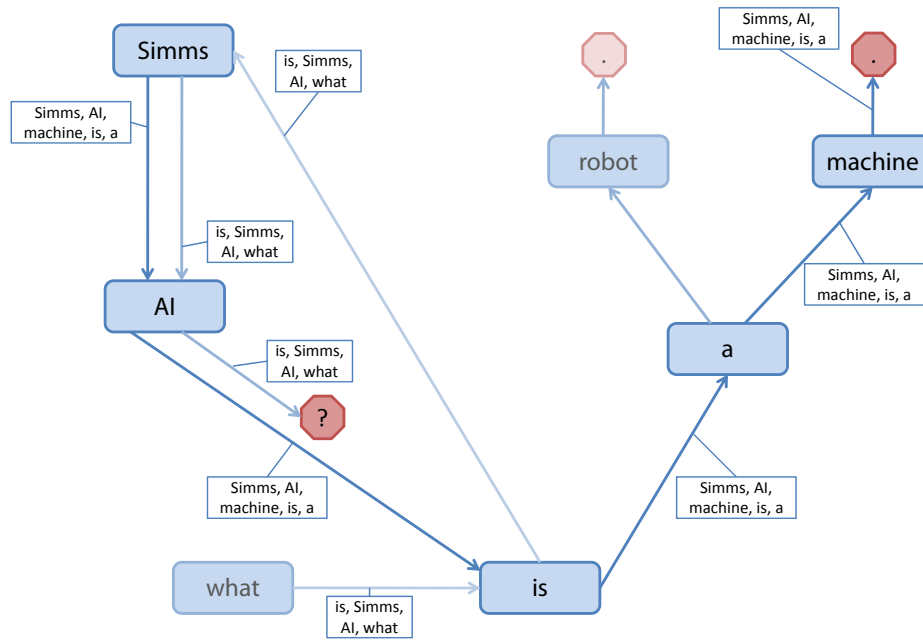 Simms
is, Simms,
AI, what
.
Simms, AI,
machine, is, a
.
Simms, AI,
machine, is, a
robot
machine
is, Simms,
AI, what
Simms, AI,
machine, is, a
AI
is, Simms,
AI, what
a
?
Simms, AI,
machine, is, a
Simms, AI,
machine, is, a
what
is
is, Simms,
AI, what